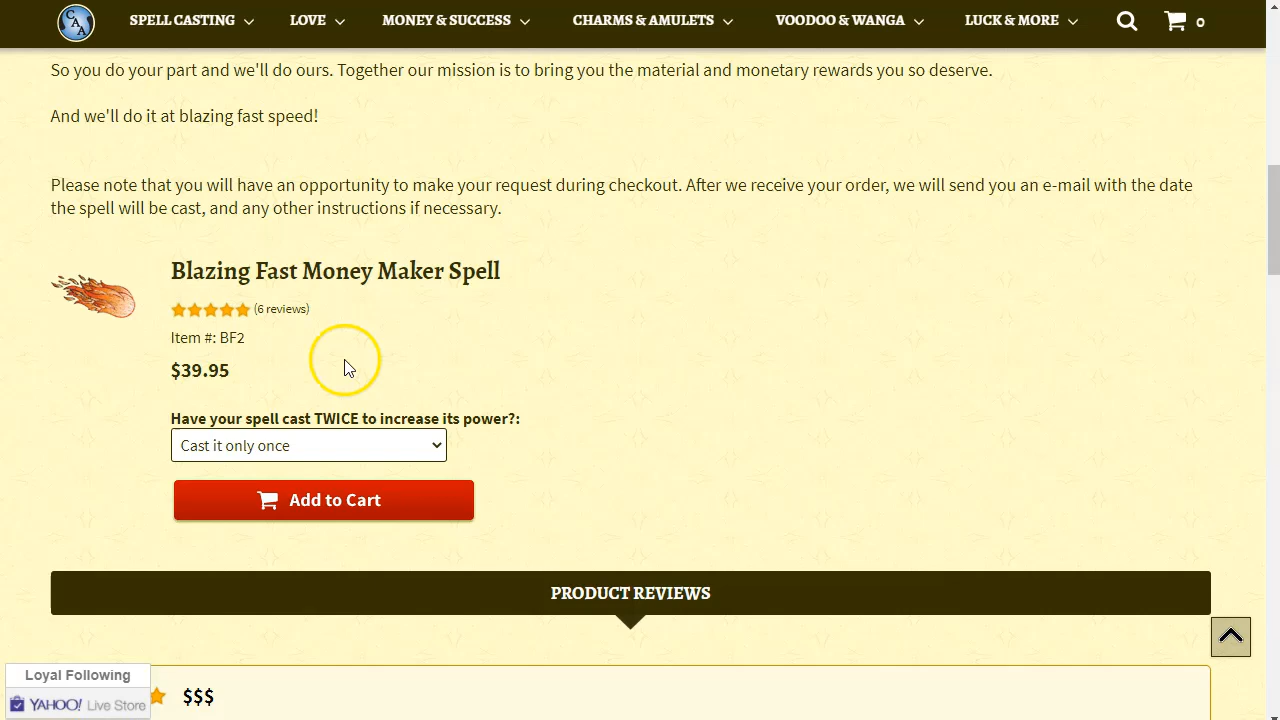 CAA
SPELL CASTING
LOVE
MONEY & SUCCESS
CHARMS & AMULETS
VOODOO & WANGA
LUCK & MORE
0
So you do your part and we'll do ours. Together our mission is to bring you the material and monetary rewards you so deserve.
And we'll do it at blazing fast speed!
Please note that you will have an opportunity to make your request during checkout. After we receive your order, we will send you an e-mail with the date
the spell will be cast, and any other instructions if necessary.
Blazing Fast Money Maker Spell
(6 reviews)
Item #: BF2
$39.95
Have your spell cast TWICE to increase its power?:
Cast it only once
Add to Cart
PRODUCT REVIEWS
Loyal Following
YAHOO! Live Store
$$$